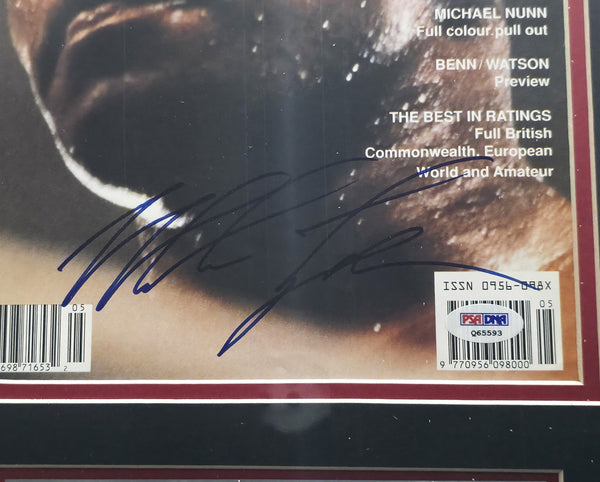 MICHAEL NUNN
Full colour.pull out
BENN/WATSON
Preview
THE BEST IN RATINGS
Full British
Commonwealth. European
World and Amateur
ISSN 0956-098X
05
05
PSA DNA
Q65593
698 71653 2
9 770956 098000